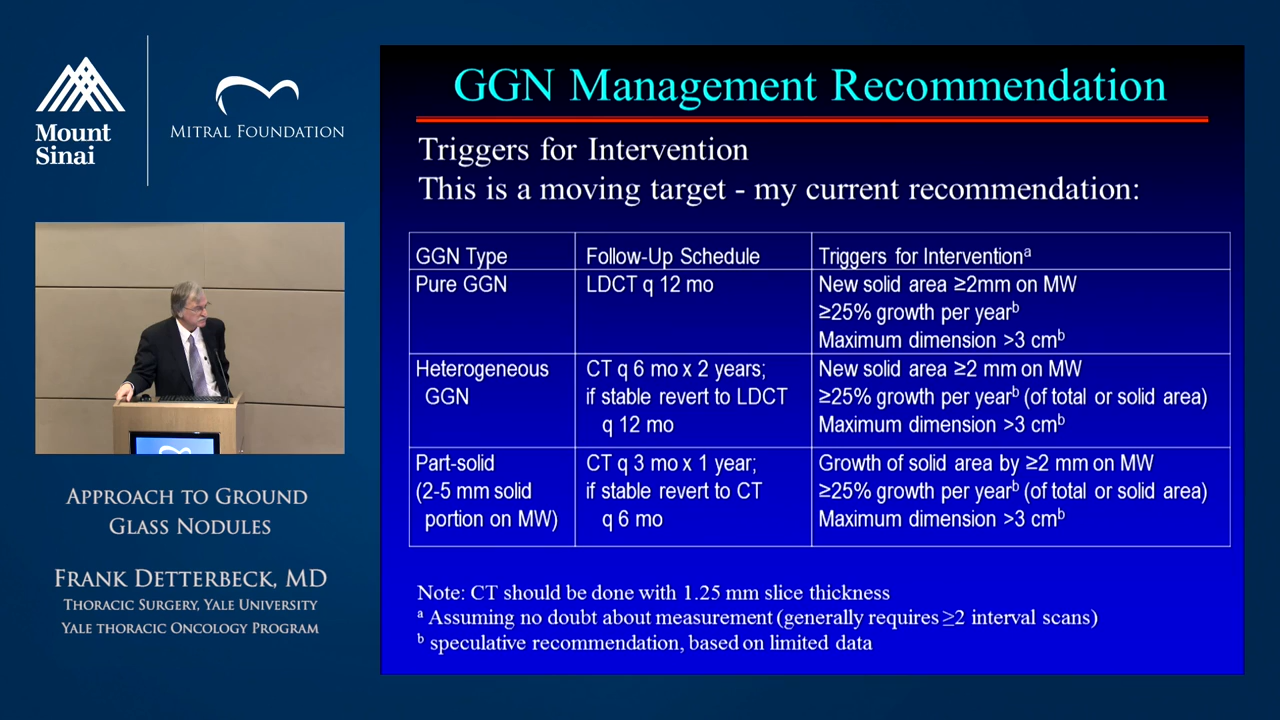 Mount
Sinai
MITRAL FOUNDATION
APPROACH TO GROUND
GLASS NODULES
FRANK DETTERBECK, MD
THORACIC SURGERY, YALE UNIVERSITY
YALE THORACIC ONCOLOGY PROGRAM
GGN Management Recommendation
Triggers for Intervention
This is a moving target - my current recommendation:
GGN Type
Follow-Up Schedule
Triggers for Interventionᵃ
Pure GGN
LDCT q 12 mo
New solid area ≥2mm on MW
≥25% growth per yearᵇ
Maximum dimension >3 cmᵇ
Heterogeneous
GGN
CT q 6 mo x 2 years;
if stable revert to LDCT
q 12 mo
New solid area ≥2 mm on MW
≥25% growth per yearᵇ (of total or solid area)
Maximum dimension >3 cmᵇ
Part-solid
(2-5 mm solid
portion on MW)
CT q 3 mo x 1 year;
if stable revert to CT
q 6 mo
Growth of solid area by ≥2 mm on MW
≥25% growth per yearᵇ (of total or solid area)
Maximum dimension >3 cmᵇ
Note: CT should be done with 1.25 mm slice thickness
ᵃ Assuming no doubt about measurement (generally requires ≥2 interval scans)
ᵇ speculative recommendation, based on limited data